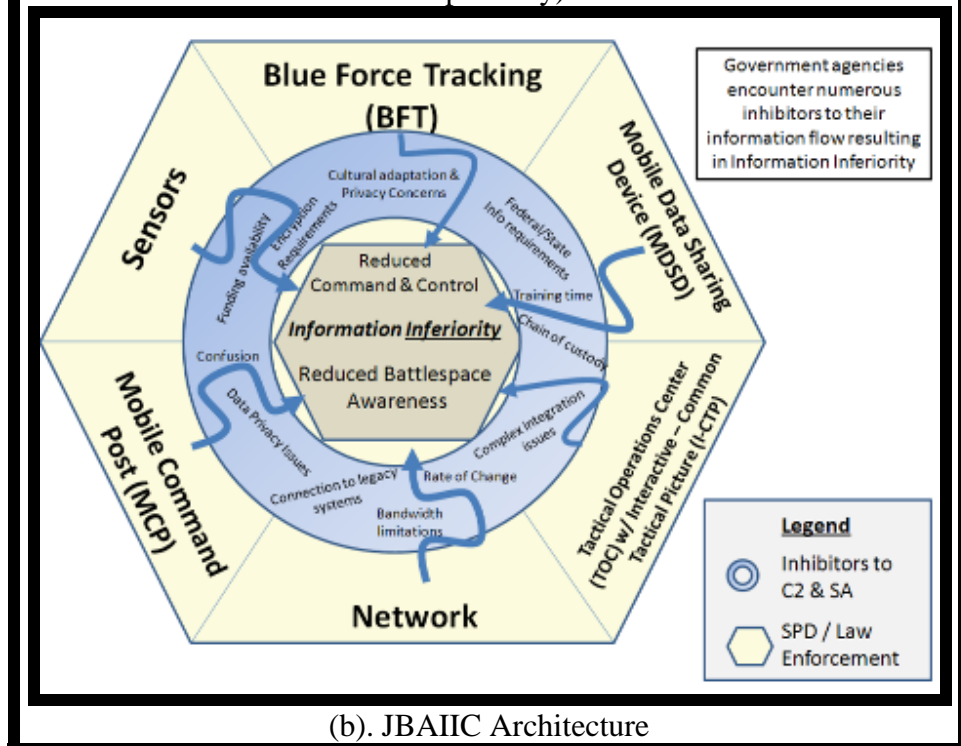 Blue Force Tracking
(BFT)
Government agencies
encounter numerous
inhibitors to their
information flow resulting
in Information Inferiority
Sensors
Mobile Data Sharing
Device (MDSD)
Cultural adaptation &
Privacy Concerns
Federal/State
Info requirements
Encryption
Requirements
Funding availability
Training time
Chain of custody
Reduced
Command & Control
Information Inferiority
Reduced Battlespace
Awareness
Confusion
Data Privacy Issues
Connection to legacy
systems
Rate of Change
Bandwidth
limitations
Complex Integration
issues
Mobile Command
Post (MCP)
Network
Tactical Operations Center
(TOC) w/ Interactive – Common
Tactical Picture (I-CTP)
Legend
Inhibitors to
C2 & SA
SPD / Law
Enforcement
(b). JBAIIC Architecture